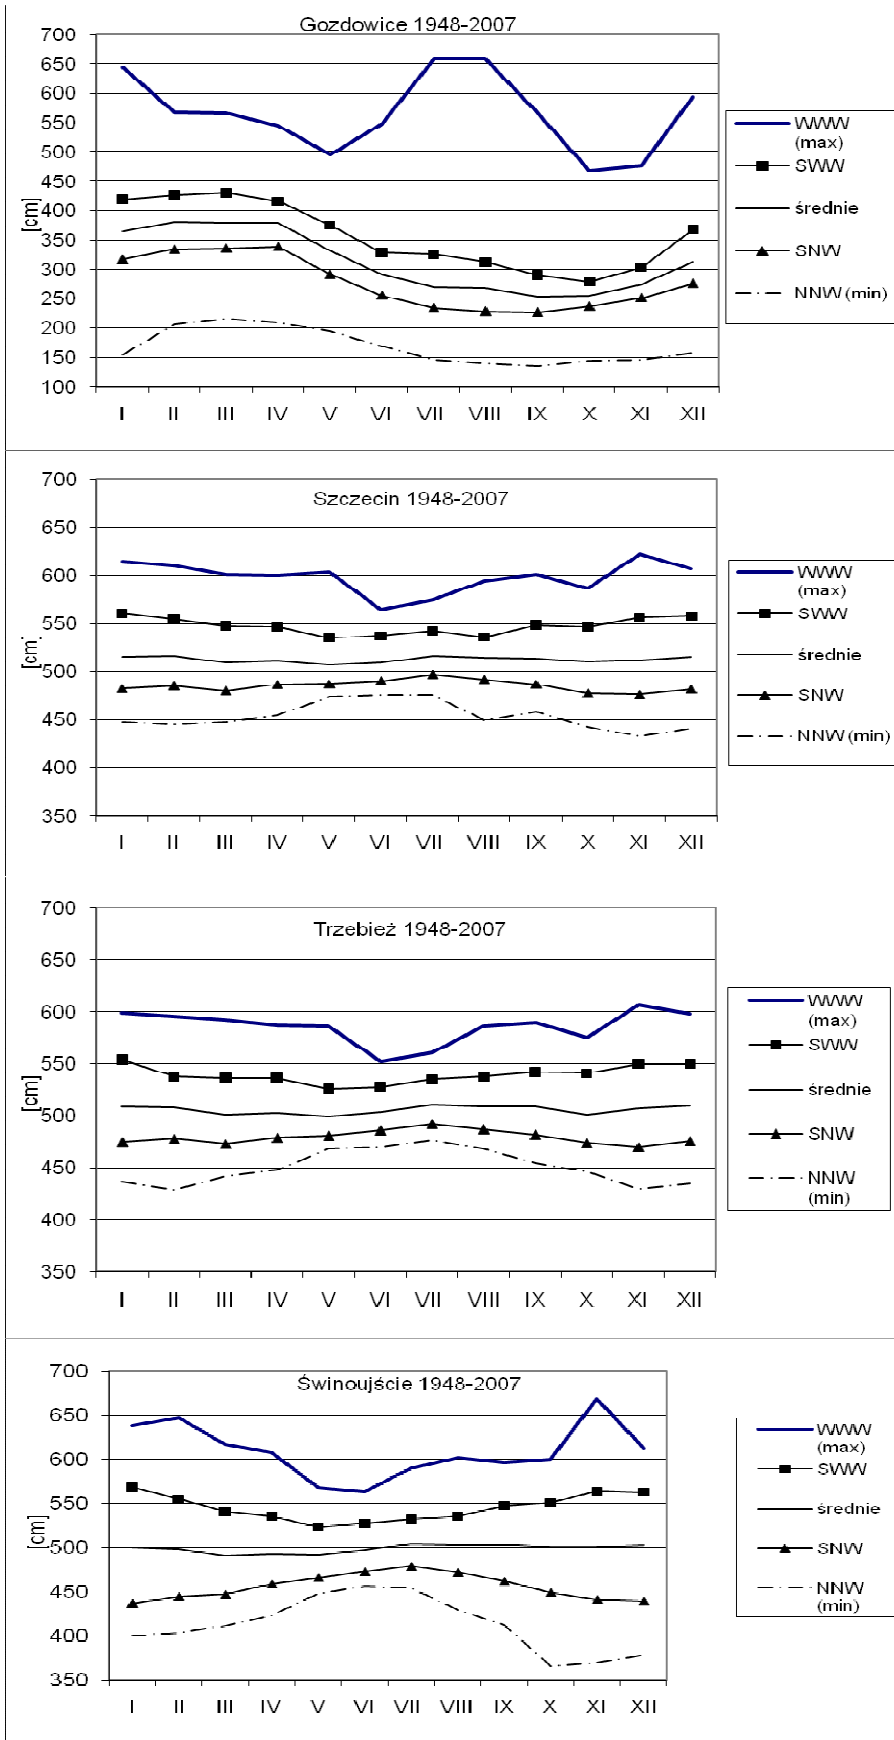 Gozdowice 1948-2007
700
650
600
550
500
450
400
350
300
250
200
150
100
[cm]
I II III IV V VI VII VIII IX X XI XII
WWW
(max)
SWW
średnie
SNW
NNW (min)
Szczecin 1948-2007
700
650
600
550
500
450
400
350
[cm]
I II III IV V VI VII VIII IX X XI XII
WWW
(max)
SWW
średnie
SNW
NNW (min)
Trzebież 1948-2007
700
650
600
550
500
450
400
350
[cm]
I II III IV V VI VII VIII IX X XI XII
WWW
(max)
SWW
średnie
SNW
NNW
(min)
Świnoujście 1948-2007
700
650
600
550
500
450
400
350
[cm]
I II III IV V VI VII VIII IX X XI XII
WWW
(max)
SWW
średnie
SNW
NNW
(min)